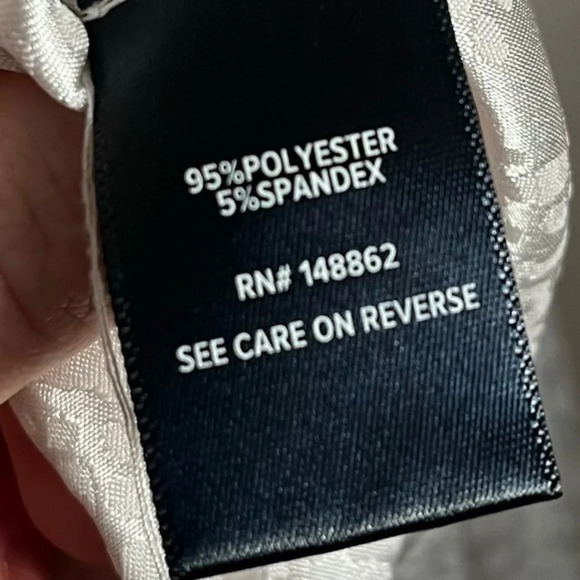 95%POLYESTER
5%SPANDEX
RN# 148862
SEE CARE ON REVERSE